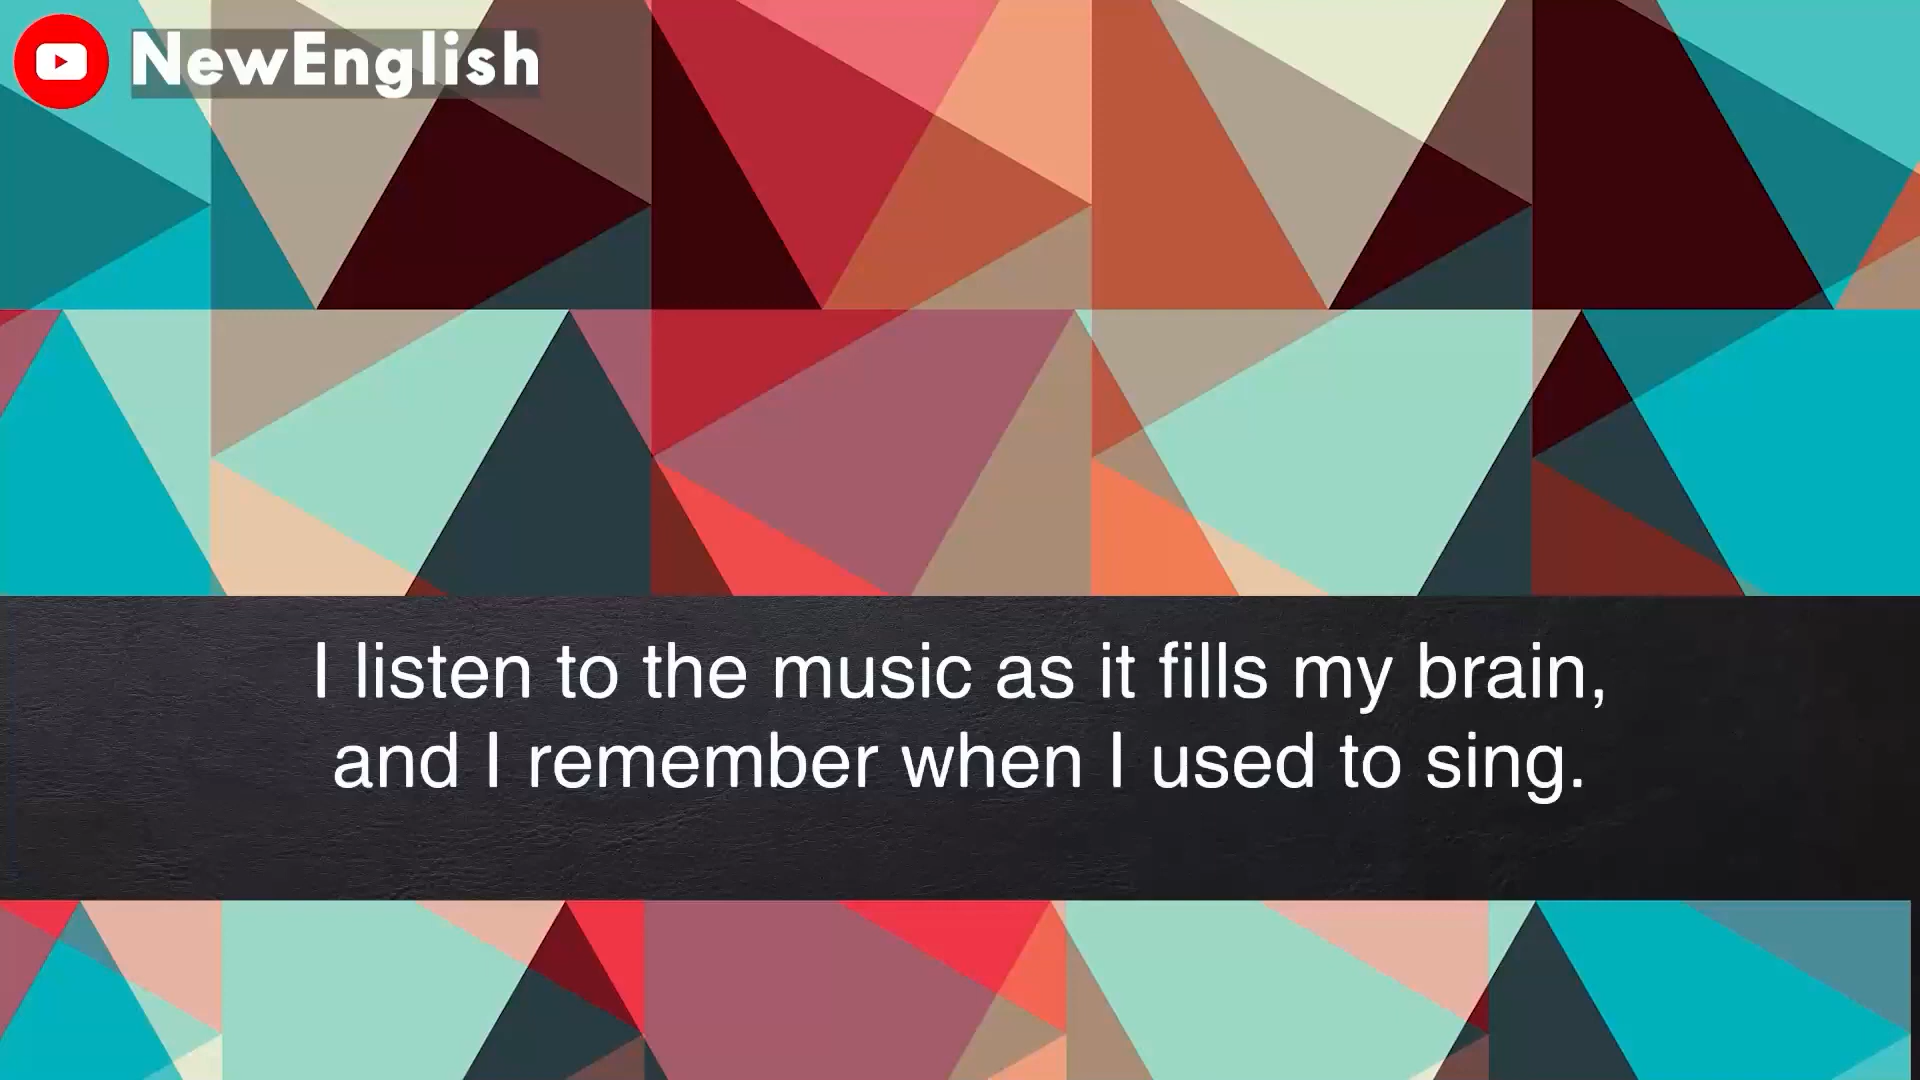 NewEnglish
I listen to the music as it fills my brain,
and I remember when I used to sing.